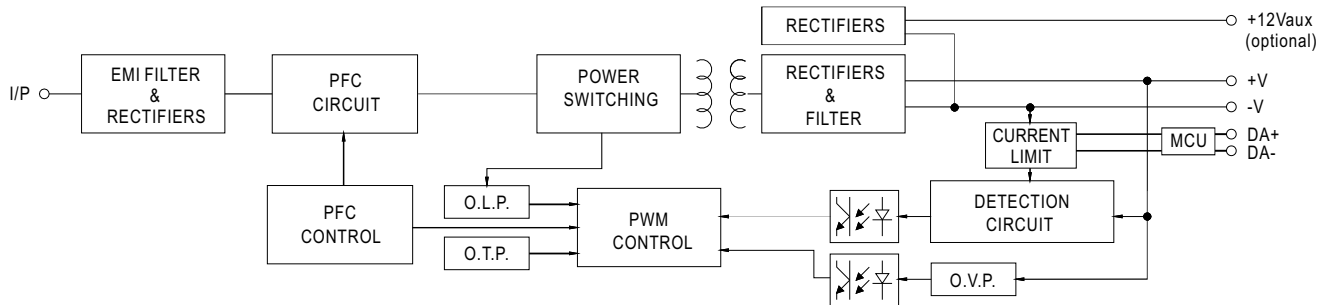 RECTIFIERS
+12Vaux
(optional)
I/P
EMI FILTER
&
RECTIFIERS
PFC
CIRCUIT
POWER
SWITCHING
RECTIFIERS
&
FILTER
+V
-V
CURRENT
LIMIT
MCU
DA+
DA-
PFC
CONTROL
O.L.P.
O.T.P.
PWM
CONTROL
DETECTION
CIRCUIT
O.V.P.